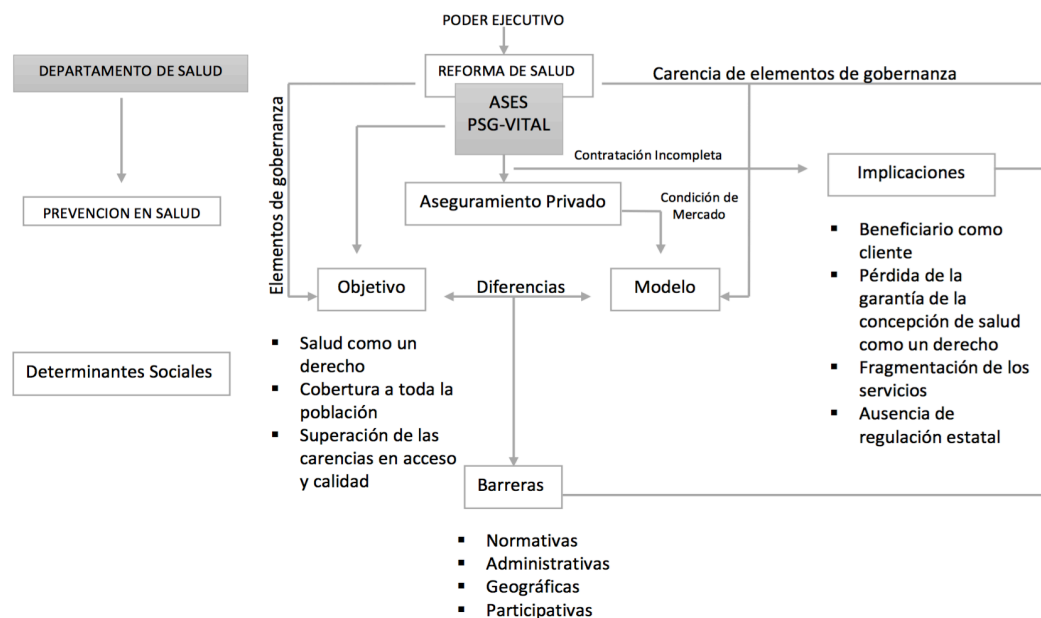 PODER EJECUTIVO
DEPARTAMENTO DE SALUD
REFORMA DE SALUD
Carencia de elementos de gobernanza
ASES
PSG-VITAL
Elementos de gobernanza
Contratación Incompleta
Implicaciones
PREVENCION EN SALUD
Aseguramiento Privado
Condición de
Mercado
▪ Beneficiario como
cliente
▪ Pérdida de la
garantía de la
concepción de salud
como un derecho
▪ Fragmentación de los
servicios
▪ Ausencia de
regulación estatal
Objetivo
Diferencias
Modelo
Determinantes Sociales
▪ Salud como un
derecho
▪ Cobertura a toda la
población
▪ Superación de las
carencias en acceso
y calidad
Barreras
▪ Normativas
▪ Administrativas
▪ Geográficas
▪ Participativas